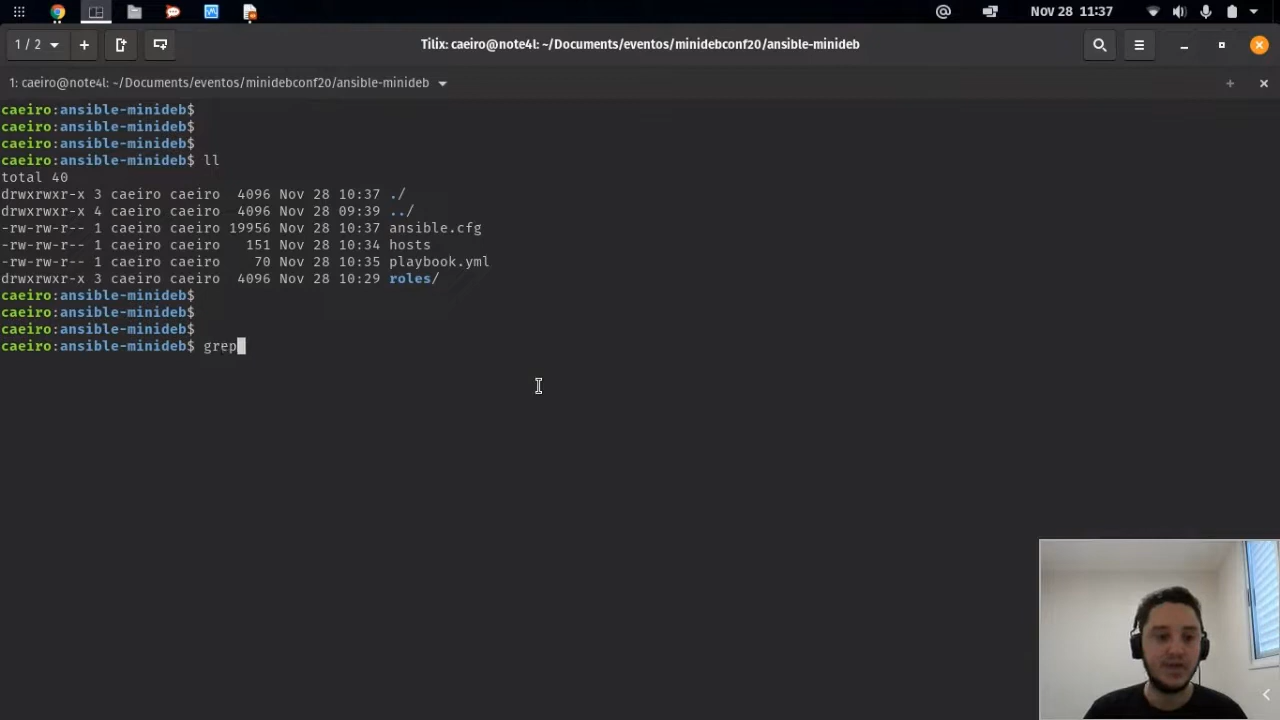 Nov 28 11:37
1 / 2
Tilix: caeiro@note4l: ~/Documents/eventos/minidebconf20/ansible-minideb
1: caeiro@note4l: ~/Documents/eventos/minidebconf20/ansible-minideb
caeiro:ansible-minideb$
caeiro:ansible-minideb$
caeiro:ansible-minideb$
caeiro:ansible-minideb$ ll
total 40
drwxrwxr-x 3 caeiro caeiro  4096 Nov 28 10:37 ./
drwxrwxr-x 4 caeiro caeiro  4096 Nov 28 09:39 ../
-rw-rw-r-- 1 caeiro caeiro 19956 Nov 28 10:37 ansible.cfg
-rw-rw-r-- 1 caeiro caeiro   151 Nov 28 10:34 hosts
-rw-rw-r-- 1 caeiro caeiro    70 Nov 28 10:35 playbook.yml
drwxrwxr-x 3 caeiro caeiro  4096 Nov 28 10:29 roles/
caeiro:ansible-minideb$
caeiro:ansible-minideb$
caeiro:ansible-minideb$
caeiro:ansible-minideb$ grep